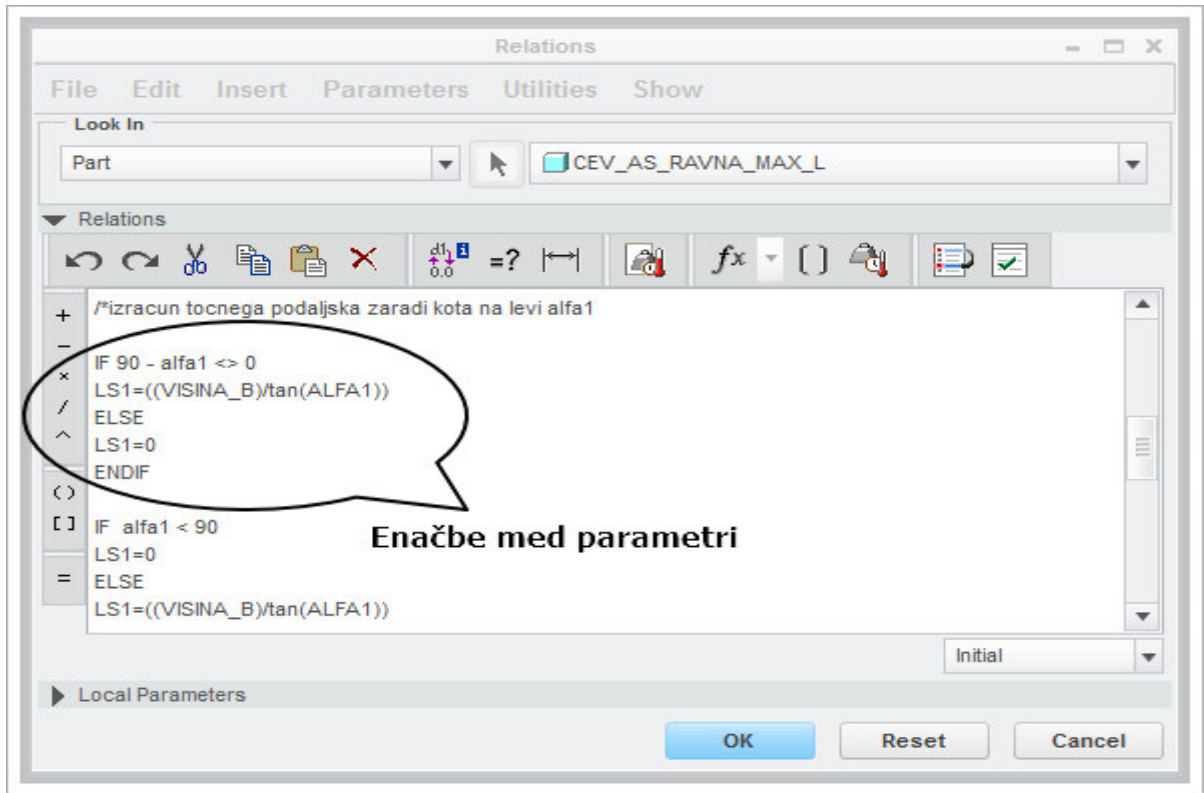 Relations
File Edit Insert Parameters Utilities Show
Look In
Part
CEV_AS_RAVNA_MAX_L
Relations
/*izracun tocnega podaljska zaradi kota na levi alfa1
IF 90 - alfa1 <> 0
LS1=((VISINA_B)/tan(ALFA1))
ELSE
LS1=0
ENDIF
IF alfa1 < 90
LS1=0
ELSE
LS1=((VISINA_B)/tan(ALFA1))
Enačbe med parametri
Initial
Local Parameters
OK Reset Cancel